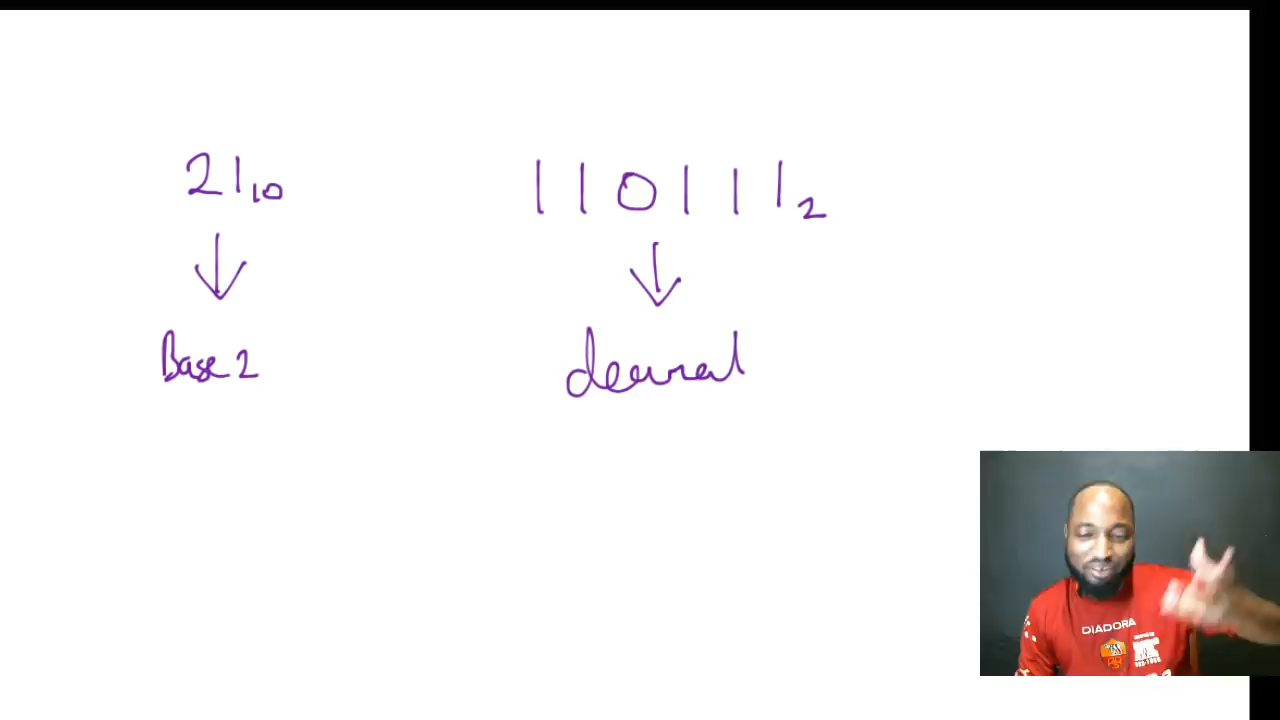 21₁₀ 110111₂
↓ ↓
Base 2 decimal
DIADORA